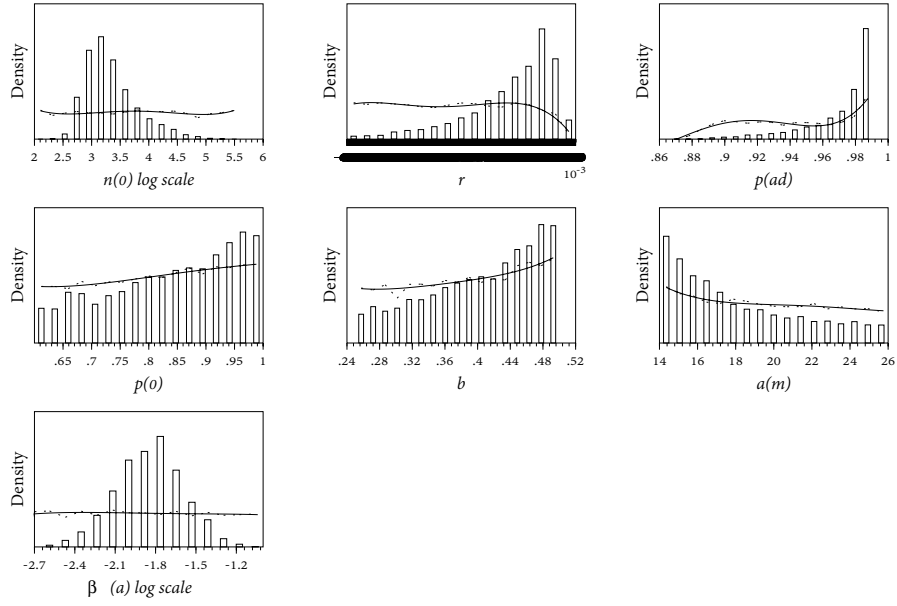 Density
2 2.5 3 3.5 4 4.5 5 5.5 6
n(0) log scale
Density
r
10-3
Density
.86 .88 .9 .92 .94 .96 .98 1
p(ad)
Density
.65 .7 .75 .8 .85 .9 .95 1
p(0)
Density
.24 .28 .32 .36 .4 .44 .48 .52
b
Density
14 16 18 20 22 24 26
a(m)
Density
-2.7 -2.4 -2.1 -1.8 -1.5 -1.2
β (a) log scale